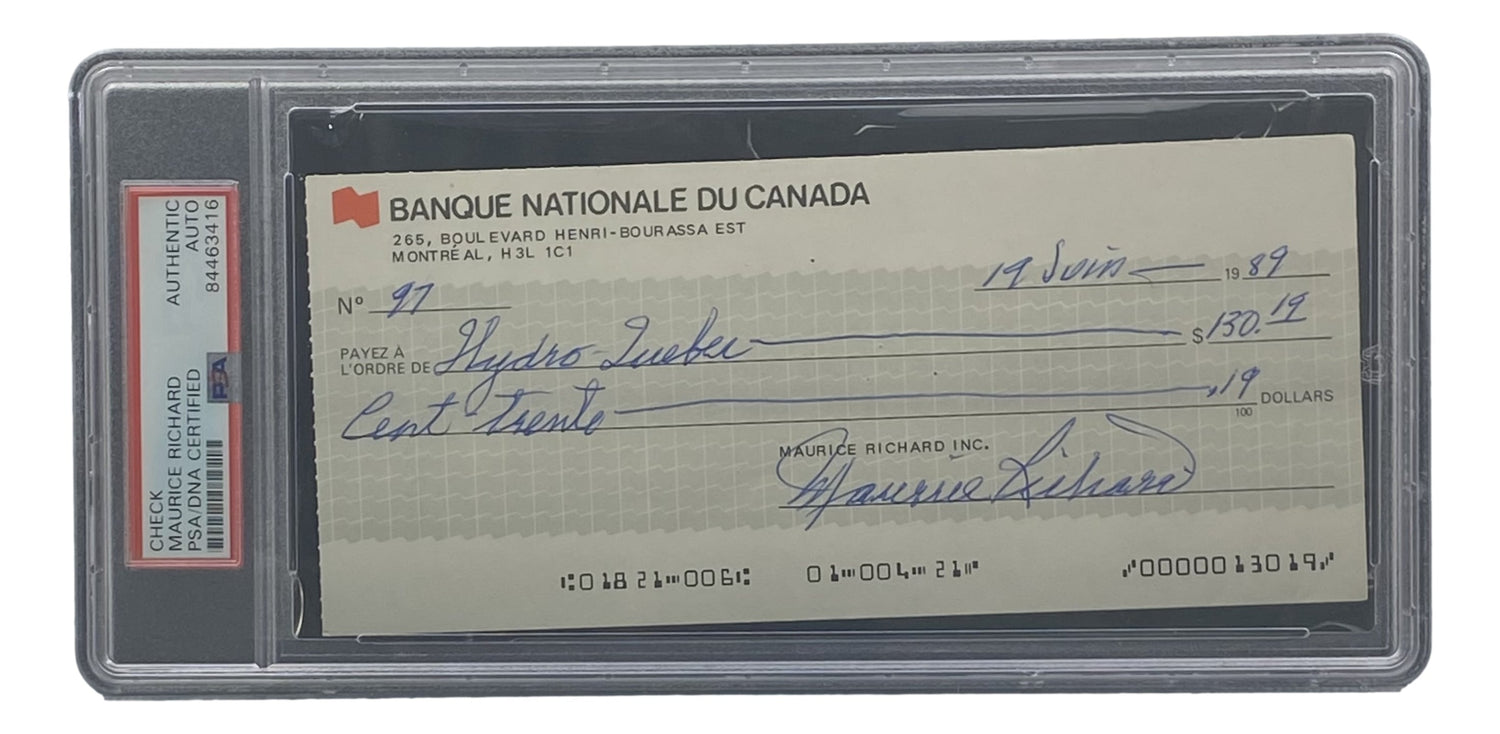 CHECK AUTHENTIC
MAURICE RICHARD AUTO
PSA/DNA CERTIFIED 84463416
PSA
BANQUE NATIONALE DU CANADA
265, BOULEVARD HENRI-BOURASSA EST
MONTRÉAL, H3L 1C1
19 Juin 1989
Nº 97
PAYEZ À
L'ORDRE DE Hydro-Quebec $130.19
Cent trente .19 DOLLARS
100
MAURICE RICHARD INC.
Maurice Richard
⑆01821⑉006⑆ 01⑉004⑉21⑈ ⑇0000013019⑇